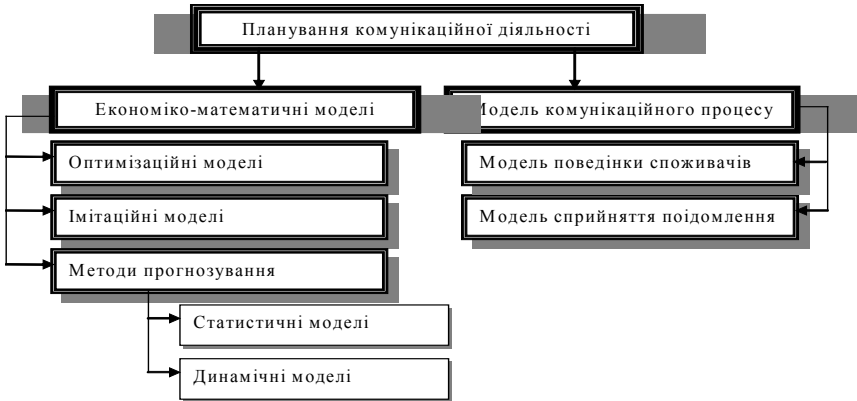 Планування комунікаційної діяльності
Економіко-математичні моделі
Модель комунікаційного процесу
Оптимізаційні моделі
Модель поведінки споживачів
Імітаційні моделі
Модель сприйняття поідомлення
Методи прогнозування
Статистичні моделі
Динамічні моделі